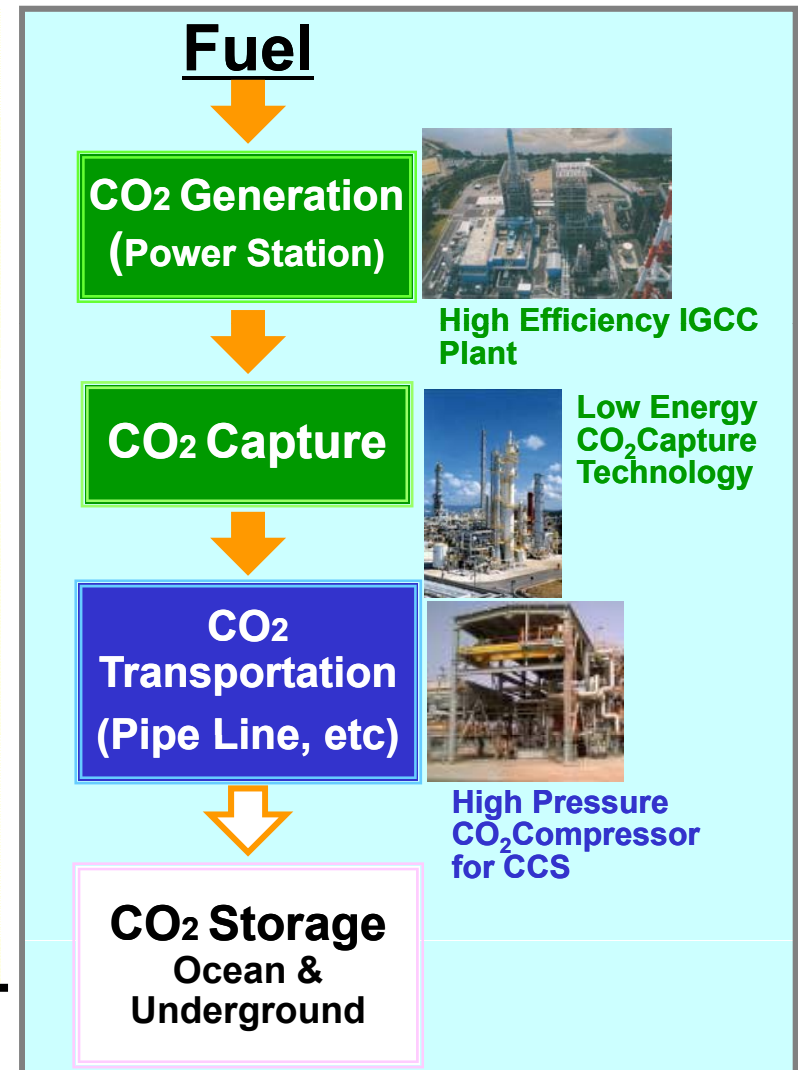 Fuel
CO2 Generation
(Power Station)
High Efficiency IGCC
Plant
CO2 Capture
Low Energy
CO2Capture
Technology
CO2
Transportation
(Pipe Line, etc)
High Pressure
CO2Compressor
for CCS
CO2 Storage
Ocean &
Underground